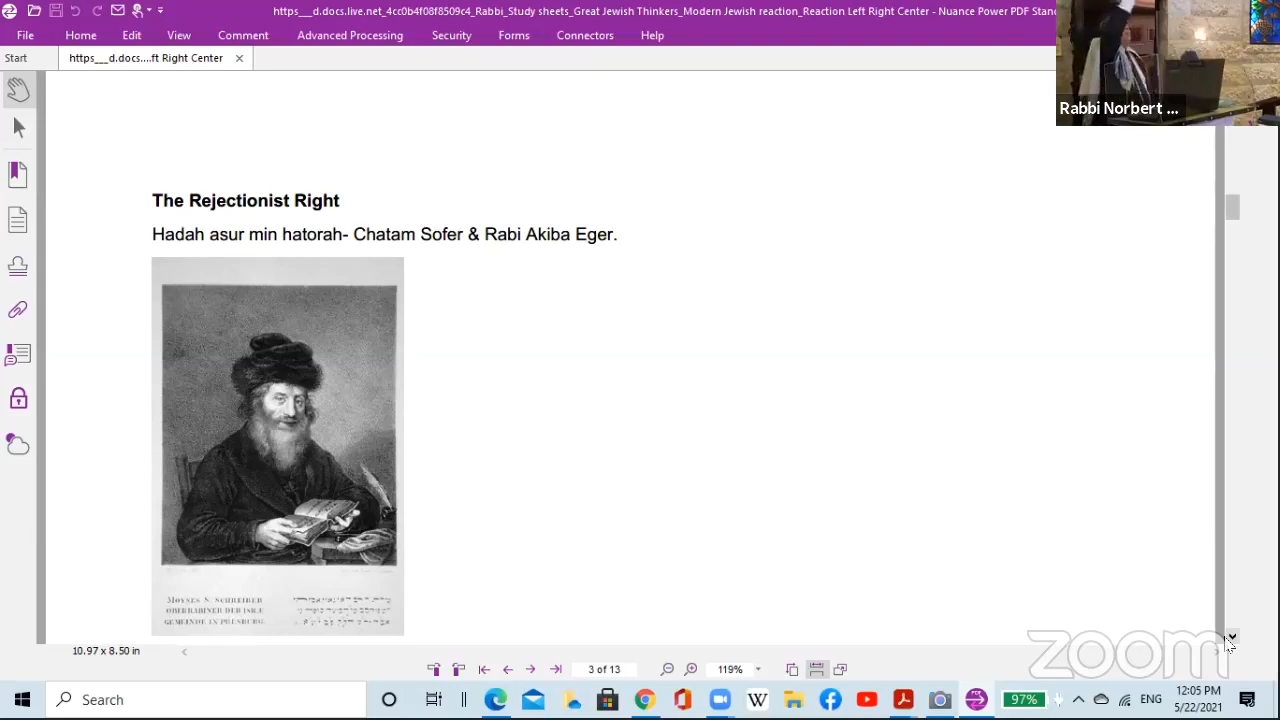 https___d.docs.live.net_4cc0b4f08f8509c4_Rabbi_Study sheets_Great Jewish Thinkers_Modern Jewish reaction_Reaction Left Right Center - Nuance Power PDF Stan
File Home Edit View Comment Advanced Processing Security Forms Connectors Help
Start https___d.docs....ft Right Center
Rabbi Norbert ...
The Rejectionist Right
Hadah asur min hatorah- Chatam Sofer & Rabi Akiba Eger.
MOYSES S. SCHREIBER
OBERRABINER DER ISRAE
GEMEINDE IN PRESBURG.
zoom
10.97 x 8.50 in
3 of 13
119%
Search
97%
ENG
12:05 PM
5/22/2021